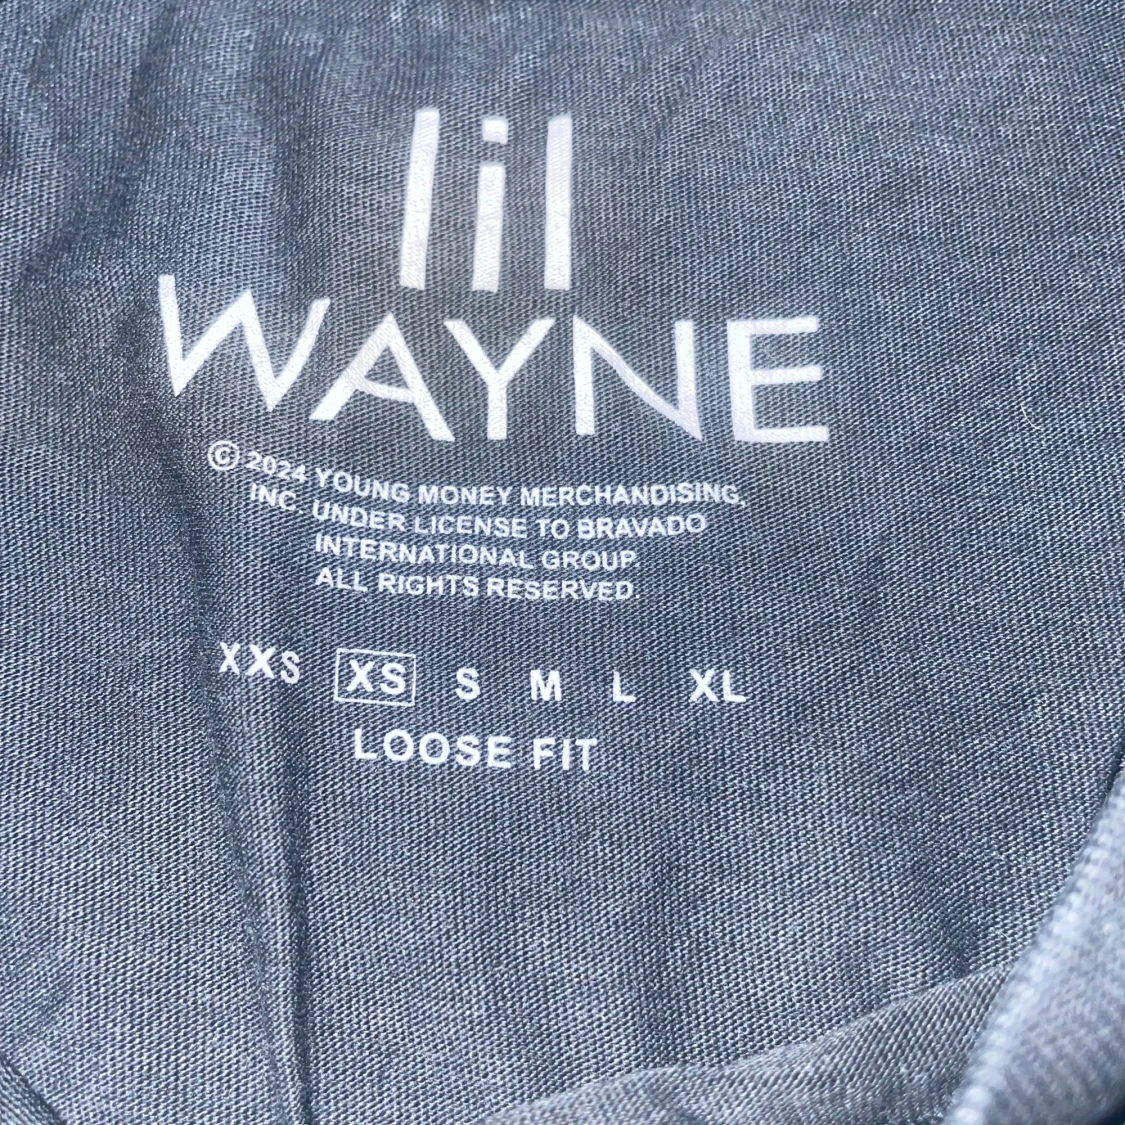 lil
WAYNE
© 2024 YOUNG MONEY MERCHANDISING,
INC. UNDER LICENSE TO BRAVADO
INTERNATIONAL GROUP.
ALL RIGHTS RESERVED.
XXS XS S M L XL
LOOSE FIT